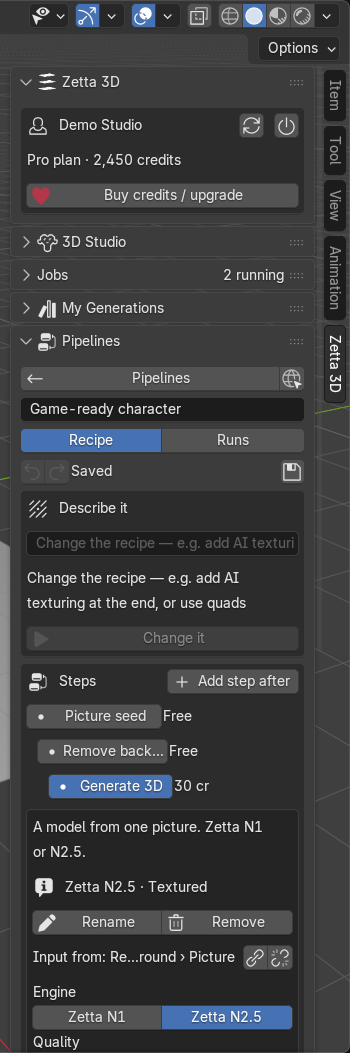 Options
Item
Tool
View
Animation
Zetta 3D
Zetta 3D
Demo Studio
Pro plan · 2,450 credits
Buy credits / upgrade
3D Studio
Jobs 2 running
My Generations
Pipelines
Pipelines
Game-ready character
Recipe Runs
Saved
Describe it
Change the recipe — e.g. add AI texturi
Change the recipe — e.g. add AI
texturing at the end, or use quads
Change it
Steps Add step after
Picture seed Free
Remove back... Free
Generate 3D 30 cr
A model from one picture. Zetta N1
or N2.5.
Zetta N2.5 · Textured
Rename Remove
Input from: Re...round › Picture
Engine
Zetta N1 Zetta N2.5
Quality